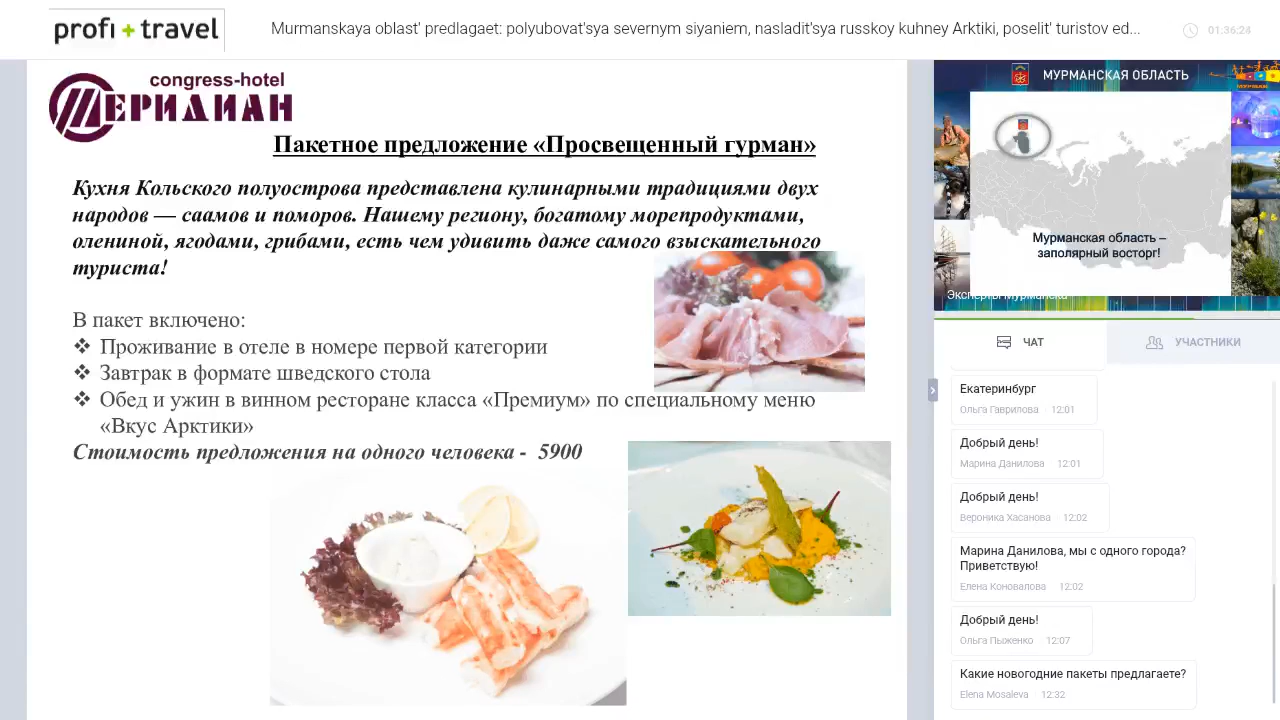 profi + travel
Murmanskaya oblast' predlagaet: polyubovat'sya severnym siyaniem, nasladit'sya russkoy kuhney Arktiki, poselit' turistov ed...
01:36:24
congress-hotel
МЕРИДИАН
Пакетное предложение «Просвещенный гурман»
Кухня Кольского полуострова представлена кулинарными традициями двух
народов — саамов и поморов. Нашему региону, богатому морепродуктами,
олениной, ягодами, грибами, есть чем удивить даже самого взыскательного
туриста!
В пакет включено:
❖ Проживание в отеле в номере первой категории
❖ Завтрак в формате шведского стола
❖ Обед и ужин в винном ресторане класса «Премиум» по специальному меню
«Вкус Арктики»
Стоимость предложения на одного человека - 5900
МУРМАНСКАЯ ОБЛАСТЬ
Мурманская область –
заполярный восторг!
Эксперты Мурманска
ЧАТ
УЧАСТНИКИ
Екатеринбург
Ольга Гаврилова · 12:01
Добрый день!
Марина Данилова · 12:01
Добрый день!
Вероника Хасанова · 12:02
Марина Данилова, мы с одного города?
Приветствую!
Елена Коновалова · 12:02
Добрый день!
Ольга Пыженко · 12:07
Какие новогодние пакеты предлагаете?
Elena Mosaleva · 12:32